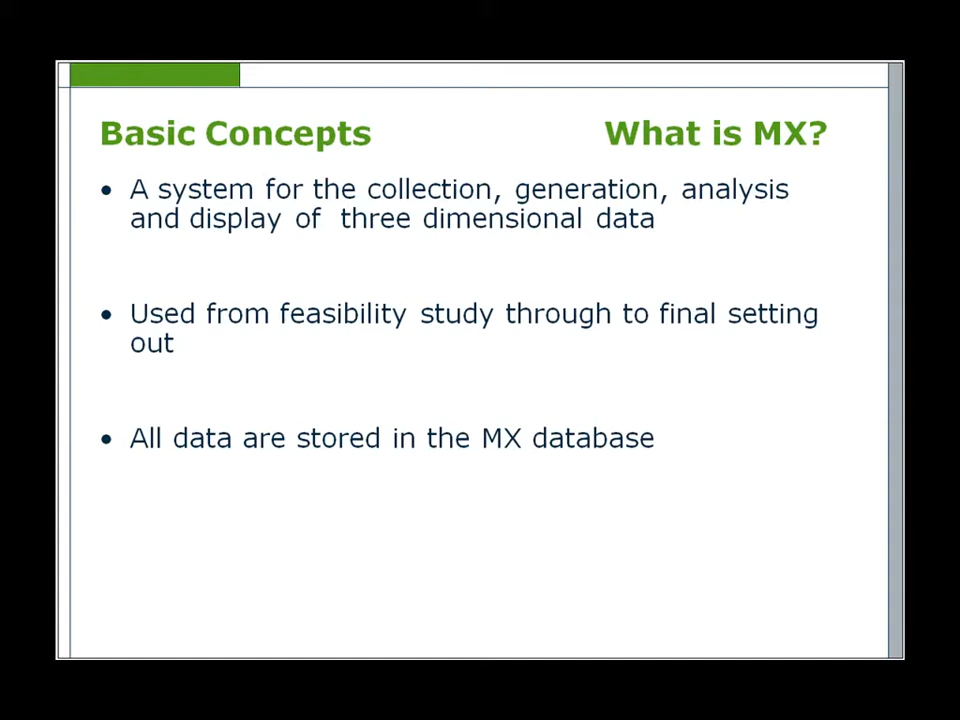 Basic Concepts What is MX?
• A system for the collection, generation, analysis
and display of three dimensional data
• Used from feasibility study through to final setting
out
• All data are stored in the MX database